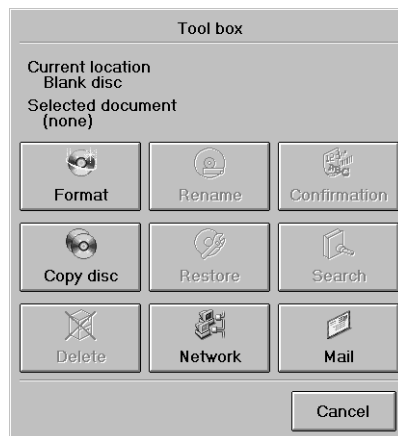 Tool box
Current location
Blank disc
Selected document
(none)
Format
Rename
Confirmation
Copy disc
Restore
Search
Delete
Network
Mail
Cancel